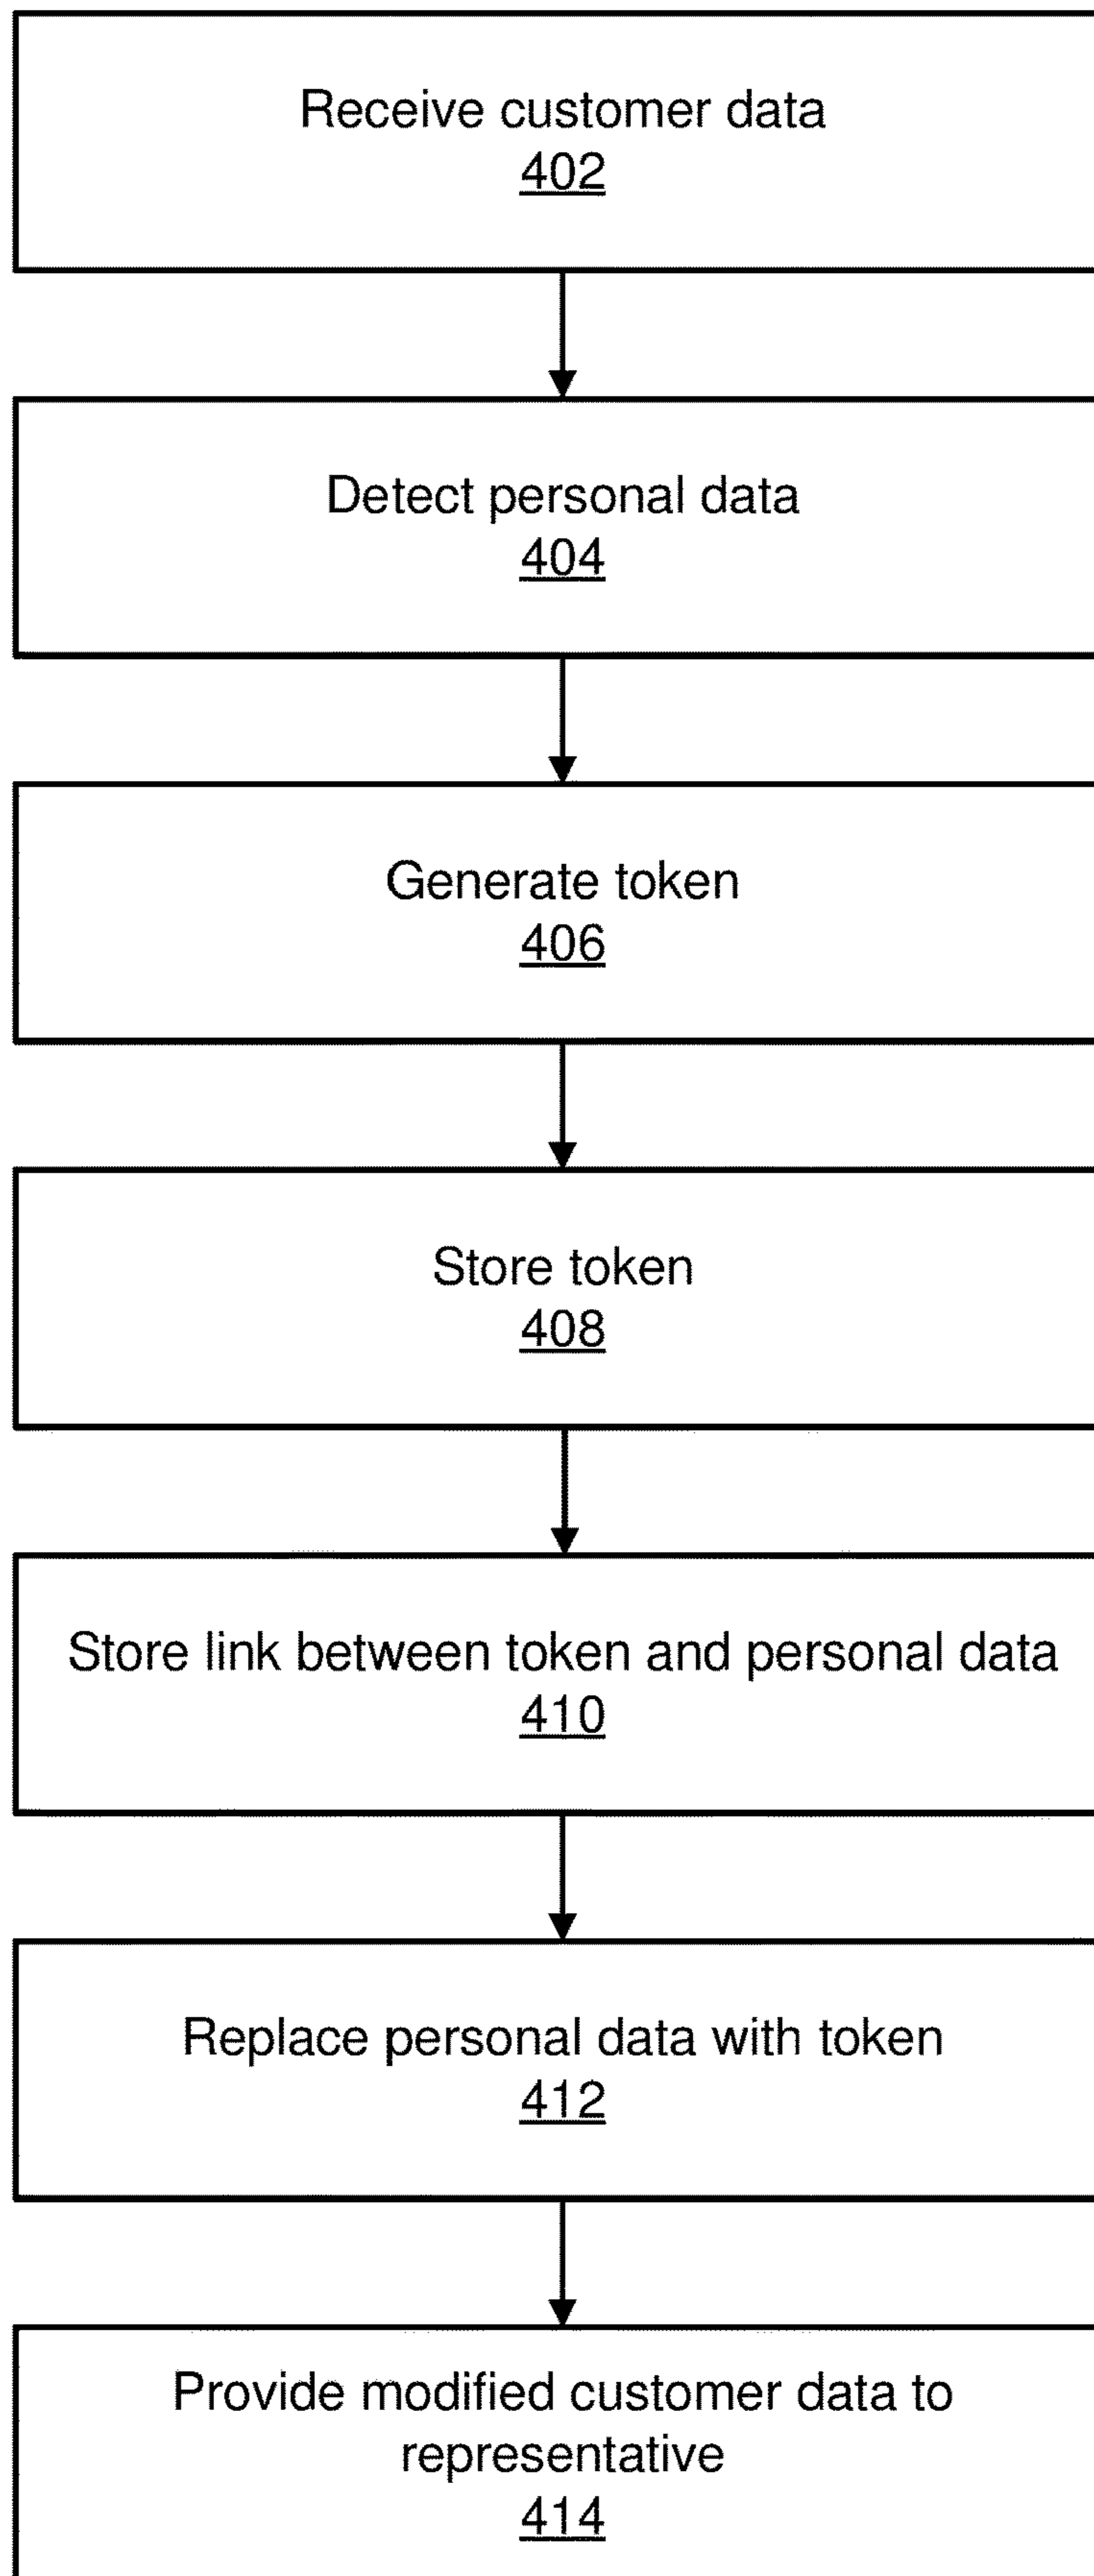 Receive customer data
402
Detect personal data
404
Generate token
406
Store token
408
Store link between token and personal data
410
Replace personal data with token
412
Provide modified customer data to
representative
414